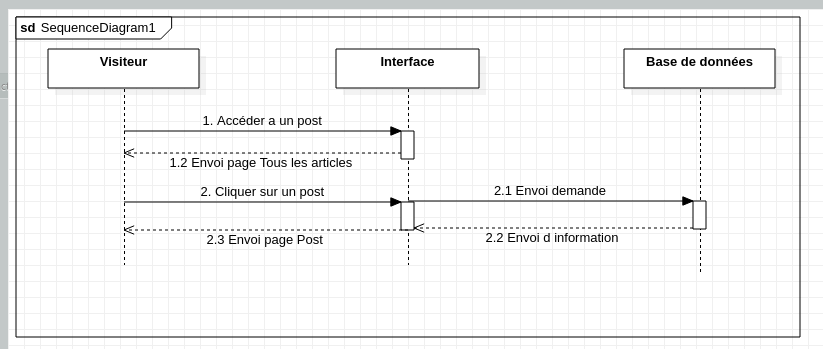 sd SequenceDiagram1
Visiteur
Interface
Base de données
1. Accéder a un post
1.2 Envoi page Tous les articles
2. Cliquer sur un post
2.1 Envoi demande
2.3 Envoi page Post
2.2 Envoi d information